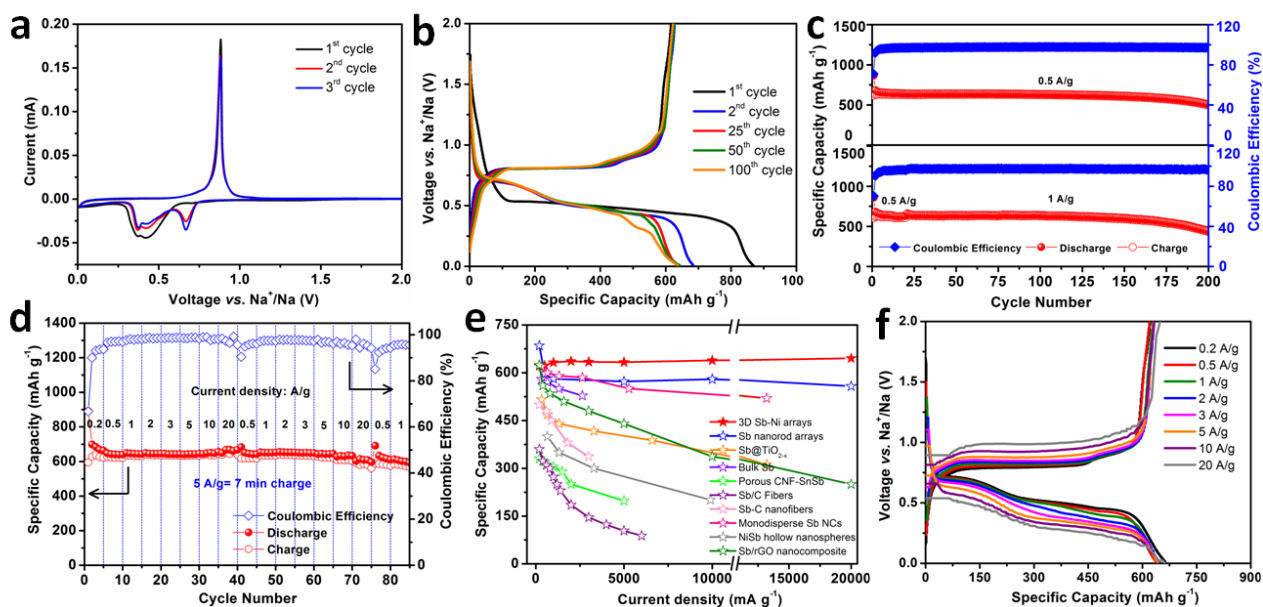 a
Current (mA)
0.20
0.15
0.10
0.05
0.00
-0.05
1st cycle
2nd cycle
3rd cycle
0.0 0.5 1.0 1.5 2.0
Voltage vs. Na+/Na (V)
b
Voltage vs. Na+/Na (V)
2.0
1.5
1.0
0.5
0.0
1st cycle
2nd cycle
25th cycle
50th cycle
100th cycle
0 200 400 600 800 1000
Specific Capacity (mAh g-1)
c
Specific Capacity (mAh g-1)
1250
1000
750
500
250
0
1250
1000
750
500
250
0
0.5 A/g
0.5 A/g 1 A/g
Coulombic Efficiency Discharge Charge
0 25 50 75 100 125 150 175 200
Cycle Number
120
100
80
60
40
20
0
120
100
80
60
40
20
0
Coulombic Efficiency (%)
d
Specific Capacity (mAh g-1)
1400
1200
1000
800
600
400
200
0
Current density: A/g
0.2 0.5 1 2 3 5 10 20 0.5 1 2 3 5 10 20 0.5 1
5 A/g= 7 min charge
Coulombic Efficiency
Discharge
Charge
0 10 20 30 40 50 60 70 80
Cycle Number
100
80
60
40
20
0
Coulombic Efficiency (%)
e
Specific Capacity (mAh g-1)
750
600
450
300
150
0
3D Sb-Ni arrays
Sb nanorod arrays
Sb@TiO2-x
Bulk Sb
Porous CNF-SnSb
Sb/C Fibers
Sb-C nanofibers
Monodisperse Sb NCs
NiSb hollow nanospheres
Sb/rGO nanocomposite
0 5000 10000 20000
Current density (mA g-1)
f
Voltage vs. Na+/Na (V)
2.0
1.5
1.0
0.5
0.0
0.2 A/g
0.5 A/g
1 A/g
2 A/g
3 A/g
5 A/g
10 A/g
20 A/g
0 150 300 450 600 750 900
Specific Capacity (mAh g-1)